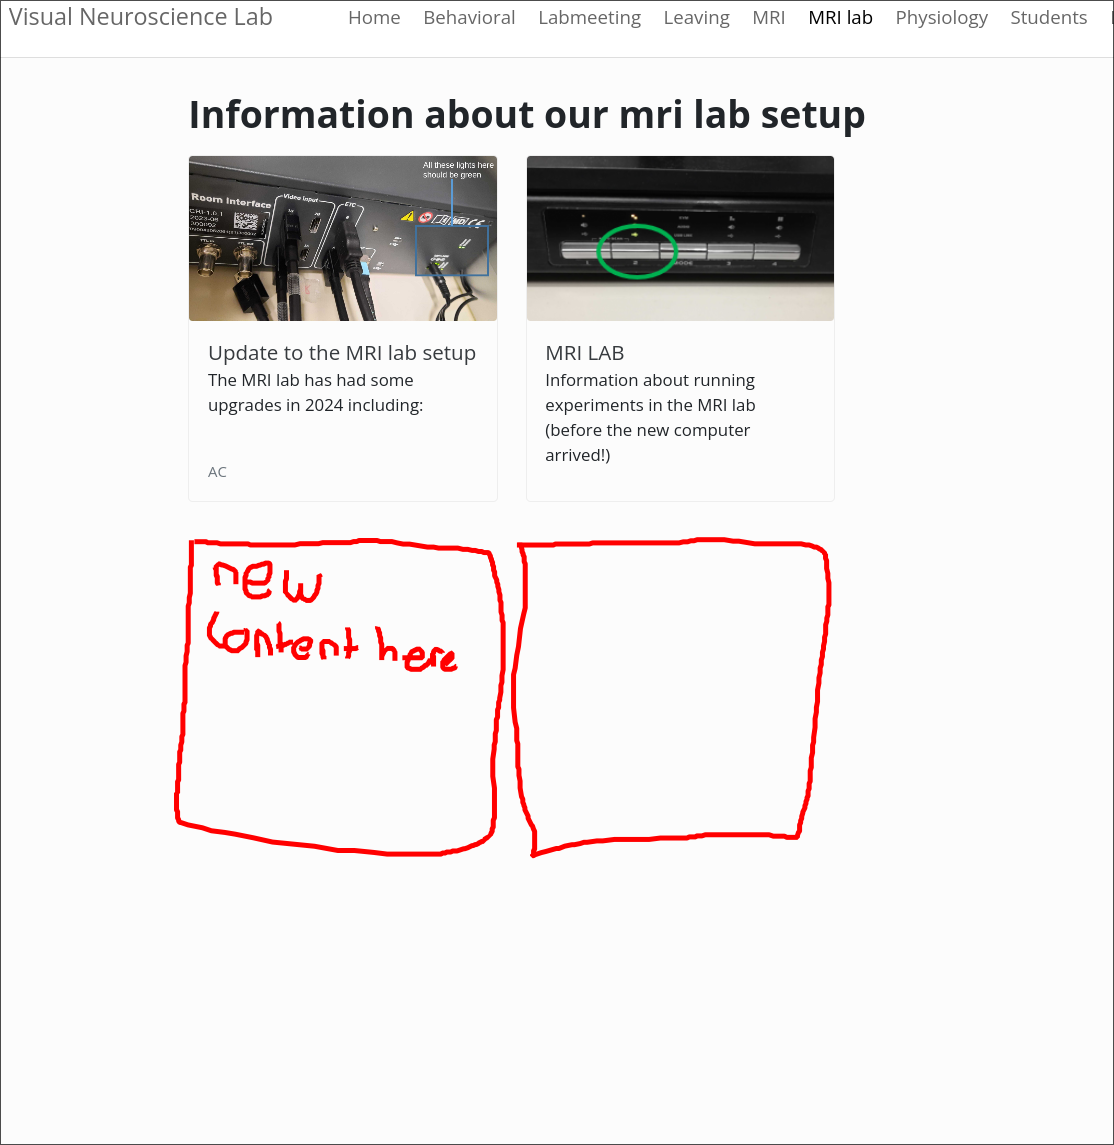 Visual Neuroscience Lab
Home Behavioral Labmeeting Leaving MRI MRI lab Physiology Students
Information about our mri lab setup
All these lights here
should be green
Room Interface
Video Input
ETC
Update to the MRI lab setup
The MRI lab has had some
upgrades in 2024 including:
AC
MRI LAB
Information about running
experiments in the MRI lab
(before the new computer
arrived!)
new
content here